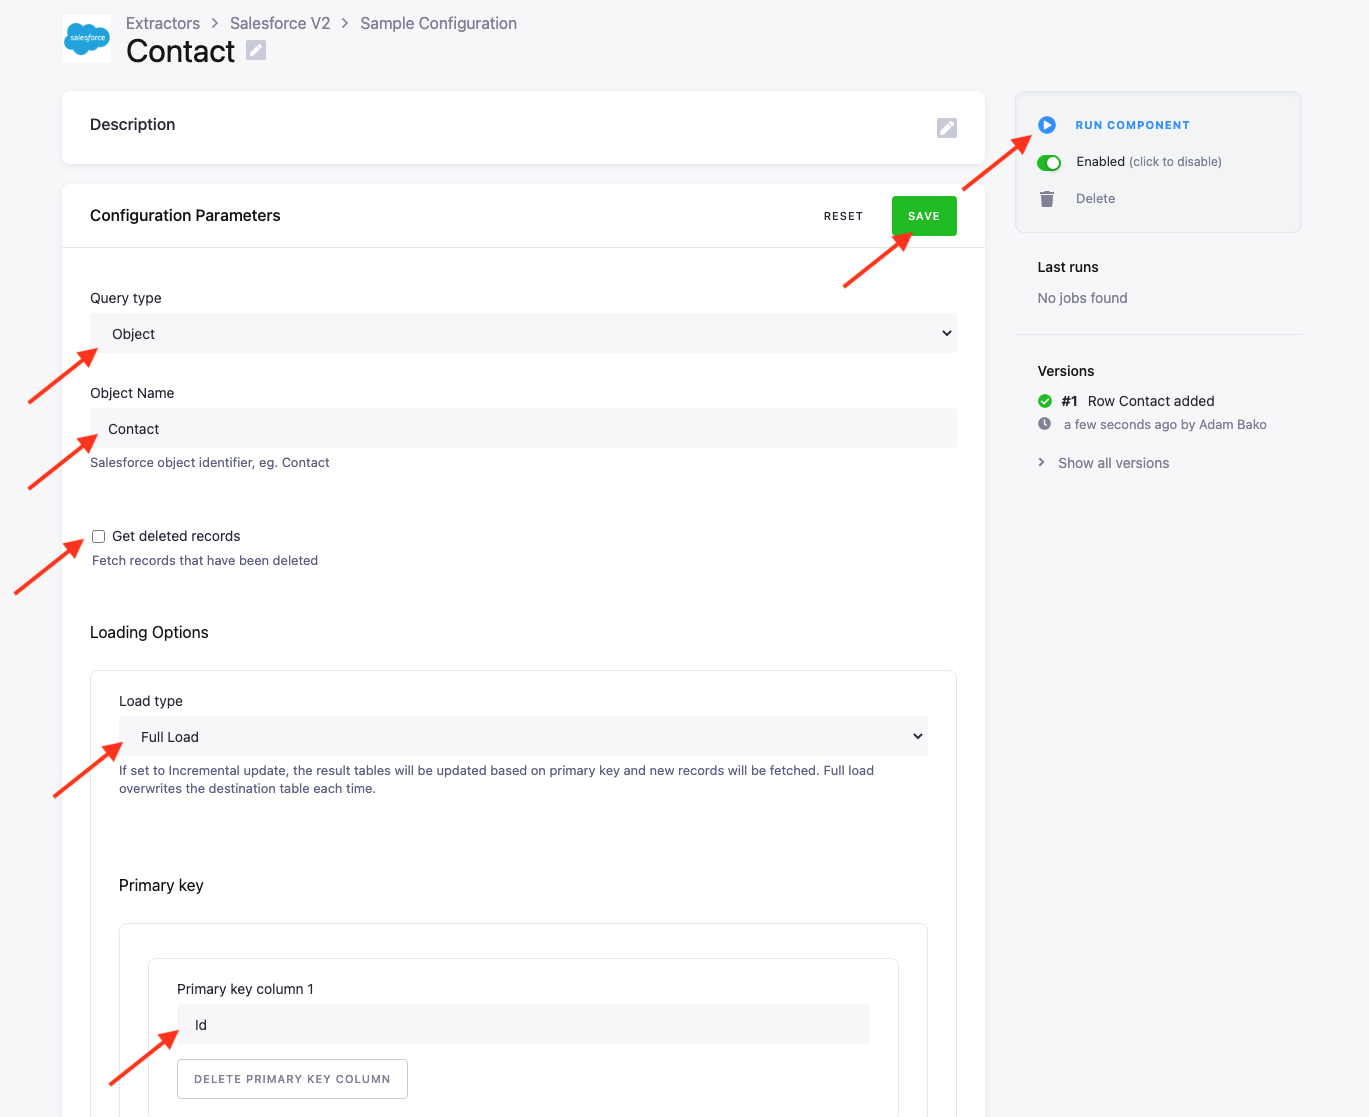 salesforce
Extractors > Salesforce V2 > Sample Configuration
Contact
Description
Configuration Parameters
RESET
SAVE
Query type
Object
Object Name
Contact
Salesforce object identifier, eg. Contact
Get deleted records
Fetch records that have been deleted
Loading Options
Load type
Full Load
If set to Incremental update, the result tables will be updated based on primary key and new records will be fetched. Full load
overwrites the destination table each time.
Primary key
Primary key column 1
Id
DELETE PRIMARY KEY COLUMN
RUN COMPONENT
Enabled (click to disable)
Delete
Last runs
No jobs found
Versions
#1 Row Contact added
a few seconds ago by Adam Bako
Show all versions